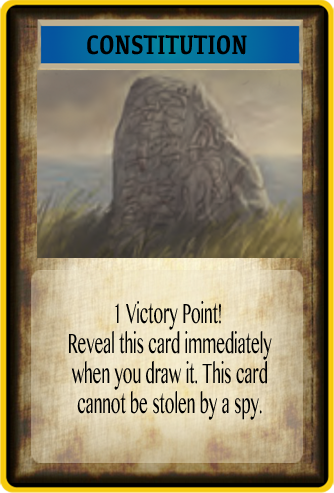 CONSTITUTION
1 Victory Point!
Reveal this card immediately
when you draw it. This card
cannot be stolen by a spy.